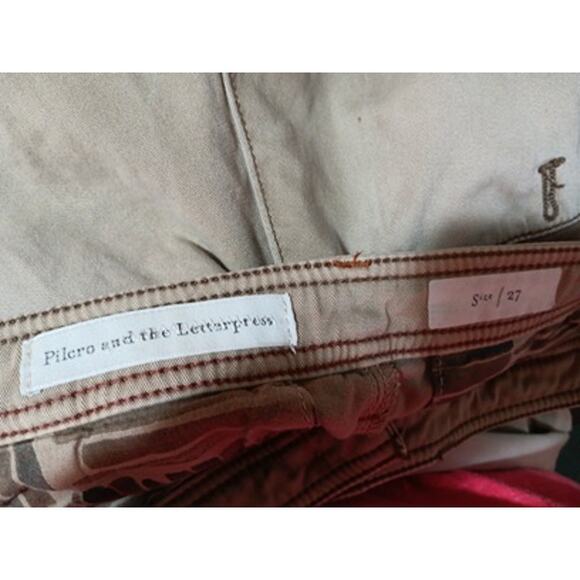 Pilcro and the Letterpress
Size / 27